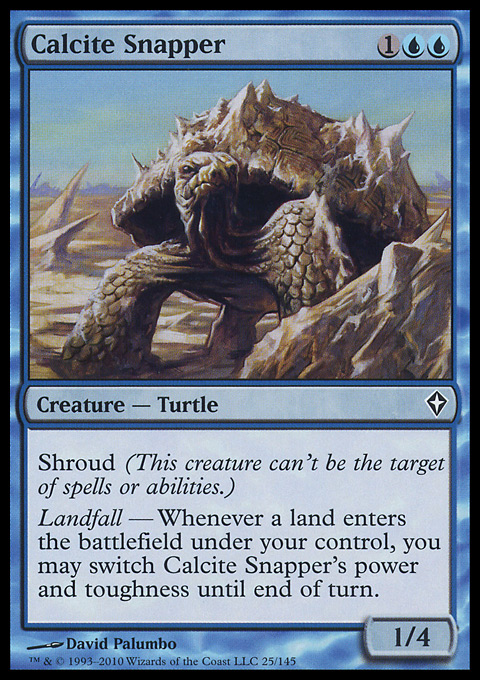 Calcite Snapper 1
Creature — Turtle
Shroud (This creature can't be the target
of spells or abilities.)
Landfall — Whenever a land enters
the battlefield under your control, you
may switch Calcite Snapper's power
and toughness until end of turn.
1/4
David Palumbo
™ & © 1993–2010 Wizards of the Coast LLC 25/145